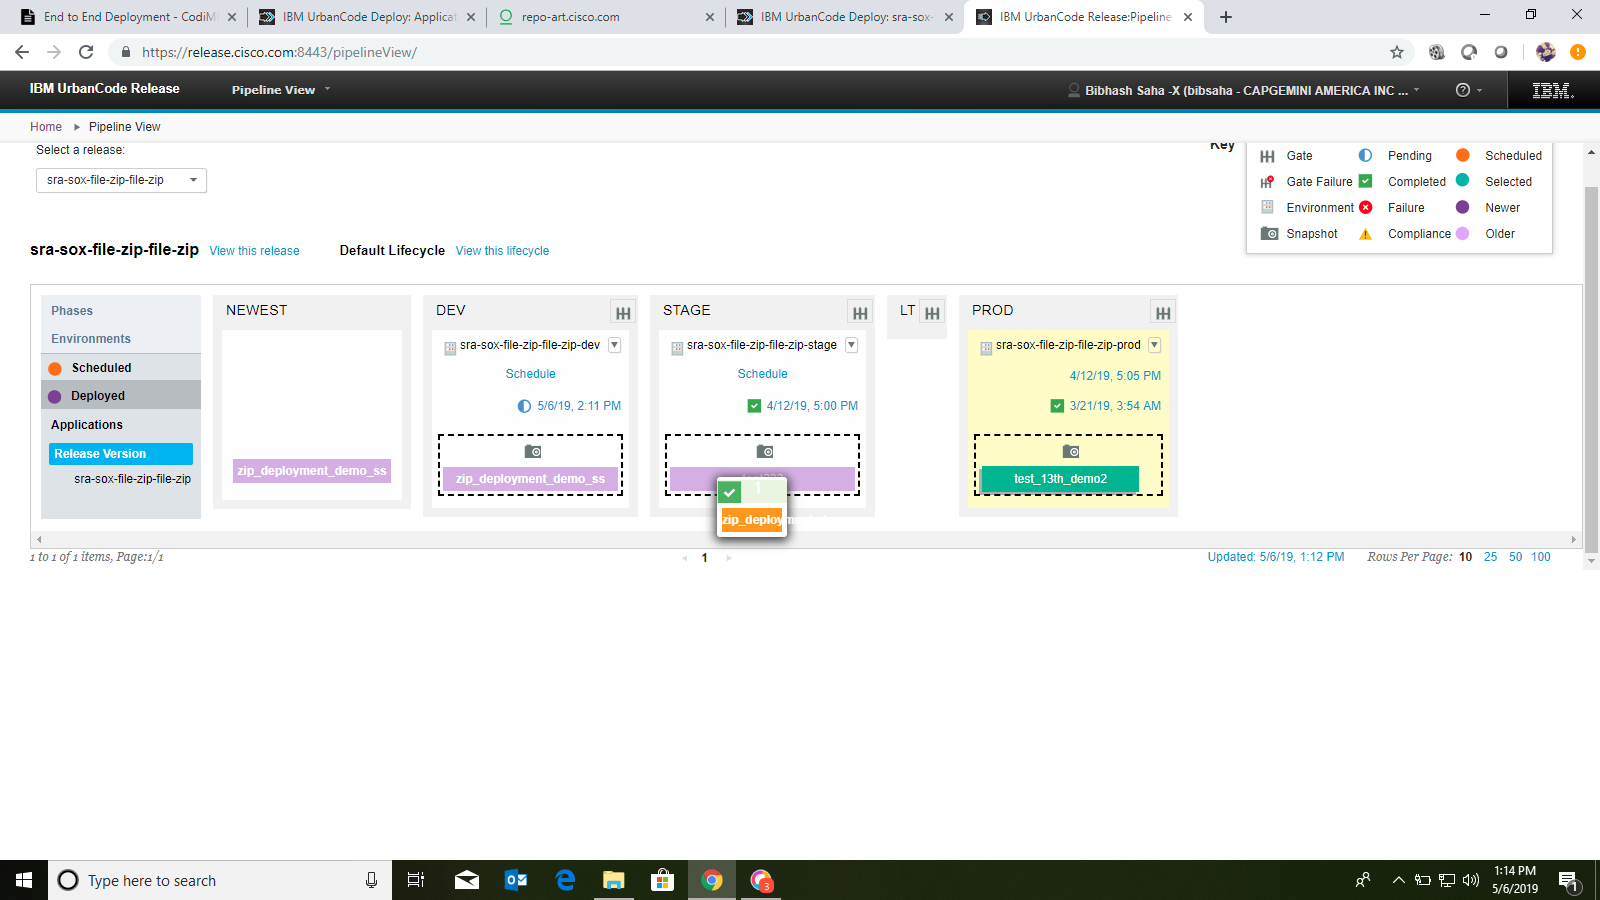 End to End Deployment - CodiM
IBM UrbanCode Deploy: Applicat
repo-art.cisco.com
IBM UrbanCode Deploy: sra-sox-
IBM UrbanCode Release:Pipeline
https://release.cisco.com:8443/pipelineView/
IBM UrbanCode Release
Pipeline View
Bibhash Saha -X (bibsaha - CAPGEMINI AMERICA INC ...
IBM.
Home
Pipeline View
Select a release:
sra-sox-file-zip-file-zip
Key
Gate
Pending
Scheduled
Gate Failure
Completed
Selected
Environment
Failure
Newer
Snapshot
Compliance
Older
sra-sox-file-zip-file-zip
View this release
Default Lifecycle
View this lifecycle
Phases
Environments
Scheduled
Deployed
Applications
Release Version
sra-sox-file-zip-file-zip
NEWEST
zip_deployment_demo_ss
DEV
sra-sox-file-zip-file-zip-dev
Schedule
5/6/19, 2:11 PM
zip_deployment_demo_ss
STAGE
sra-sox-file-zip-file-zip-stage
Schedule
4/12/19, 5:00 PM
1
zip_deploy
LT
PROD
sra-sox-file-zip-file-zip-prod
4/12/19, 5:05 PM
3/21/19, 3:54 AM
test_13th_demo2
1 to 1 of 1 items, Page:1/1
1
Updated: 5/6/19, 1:12 PM
Rows Per Page: 10 25 50 100
Type here to search
3
1:14 PM
5/6/2019
1